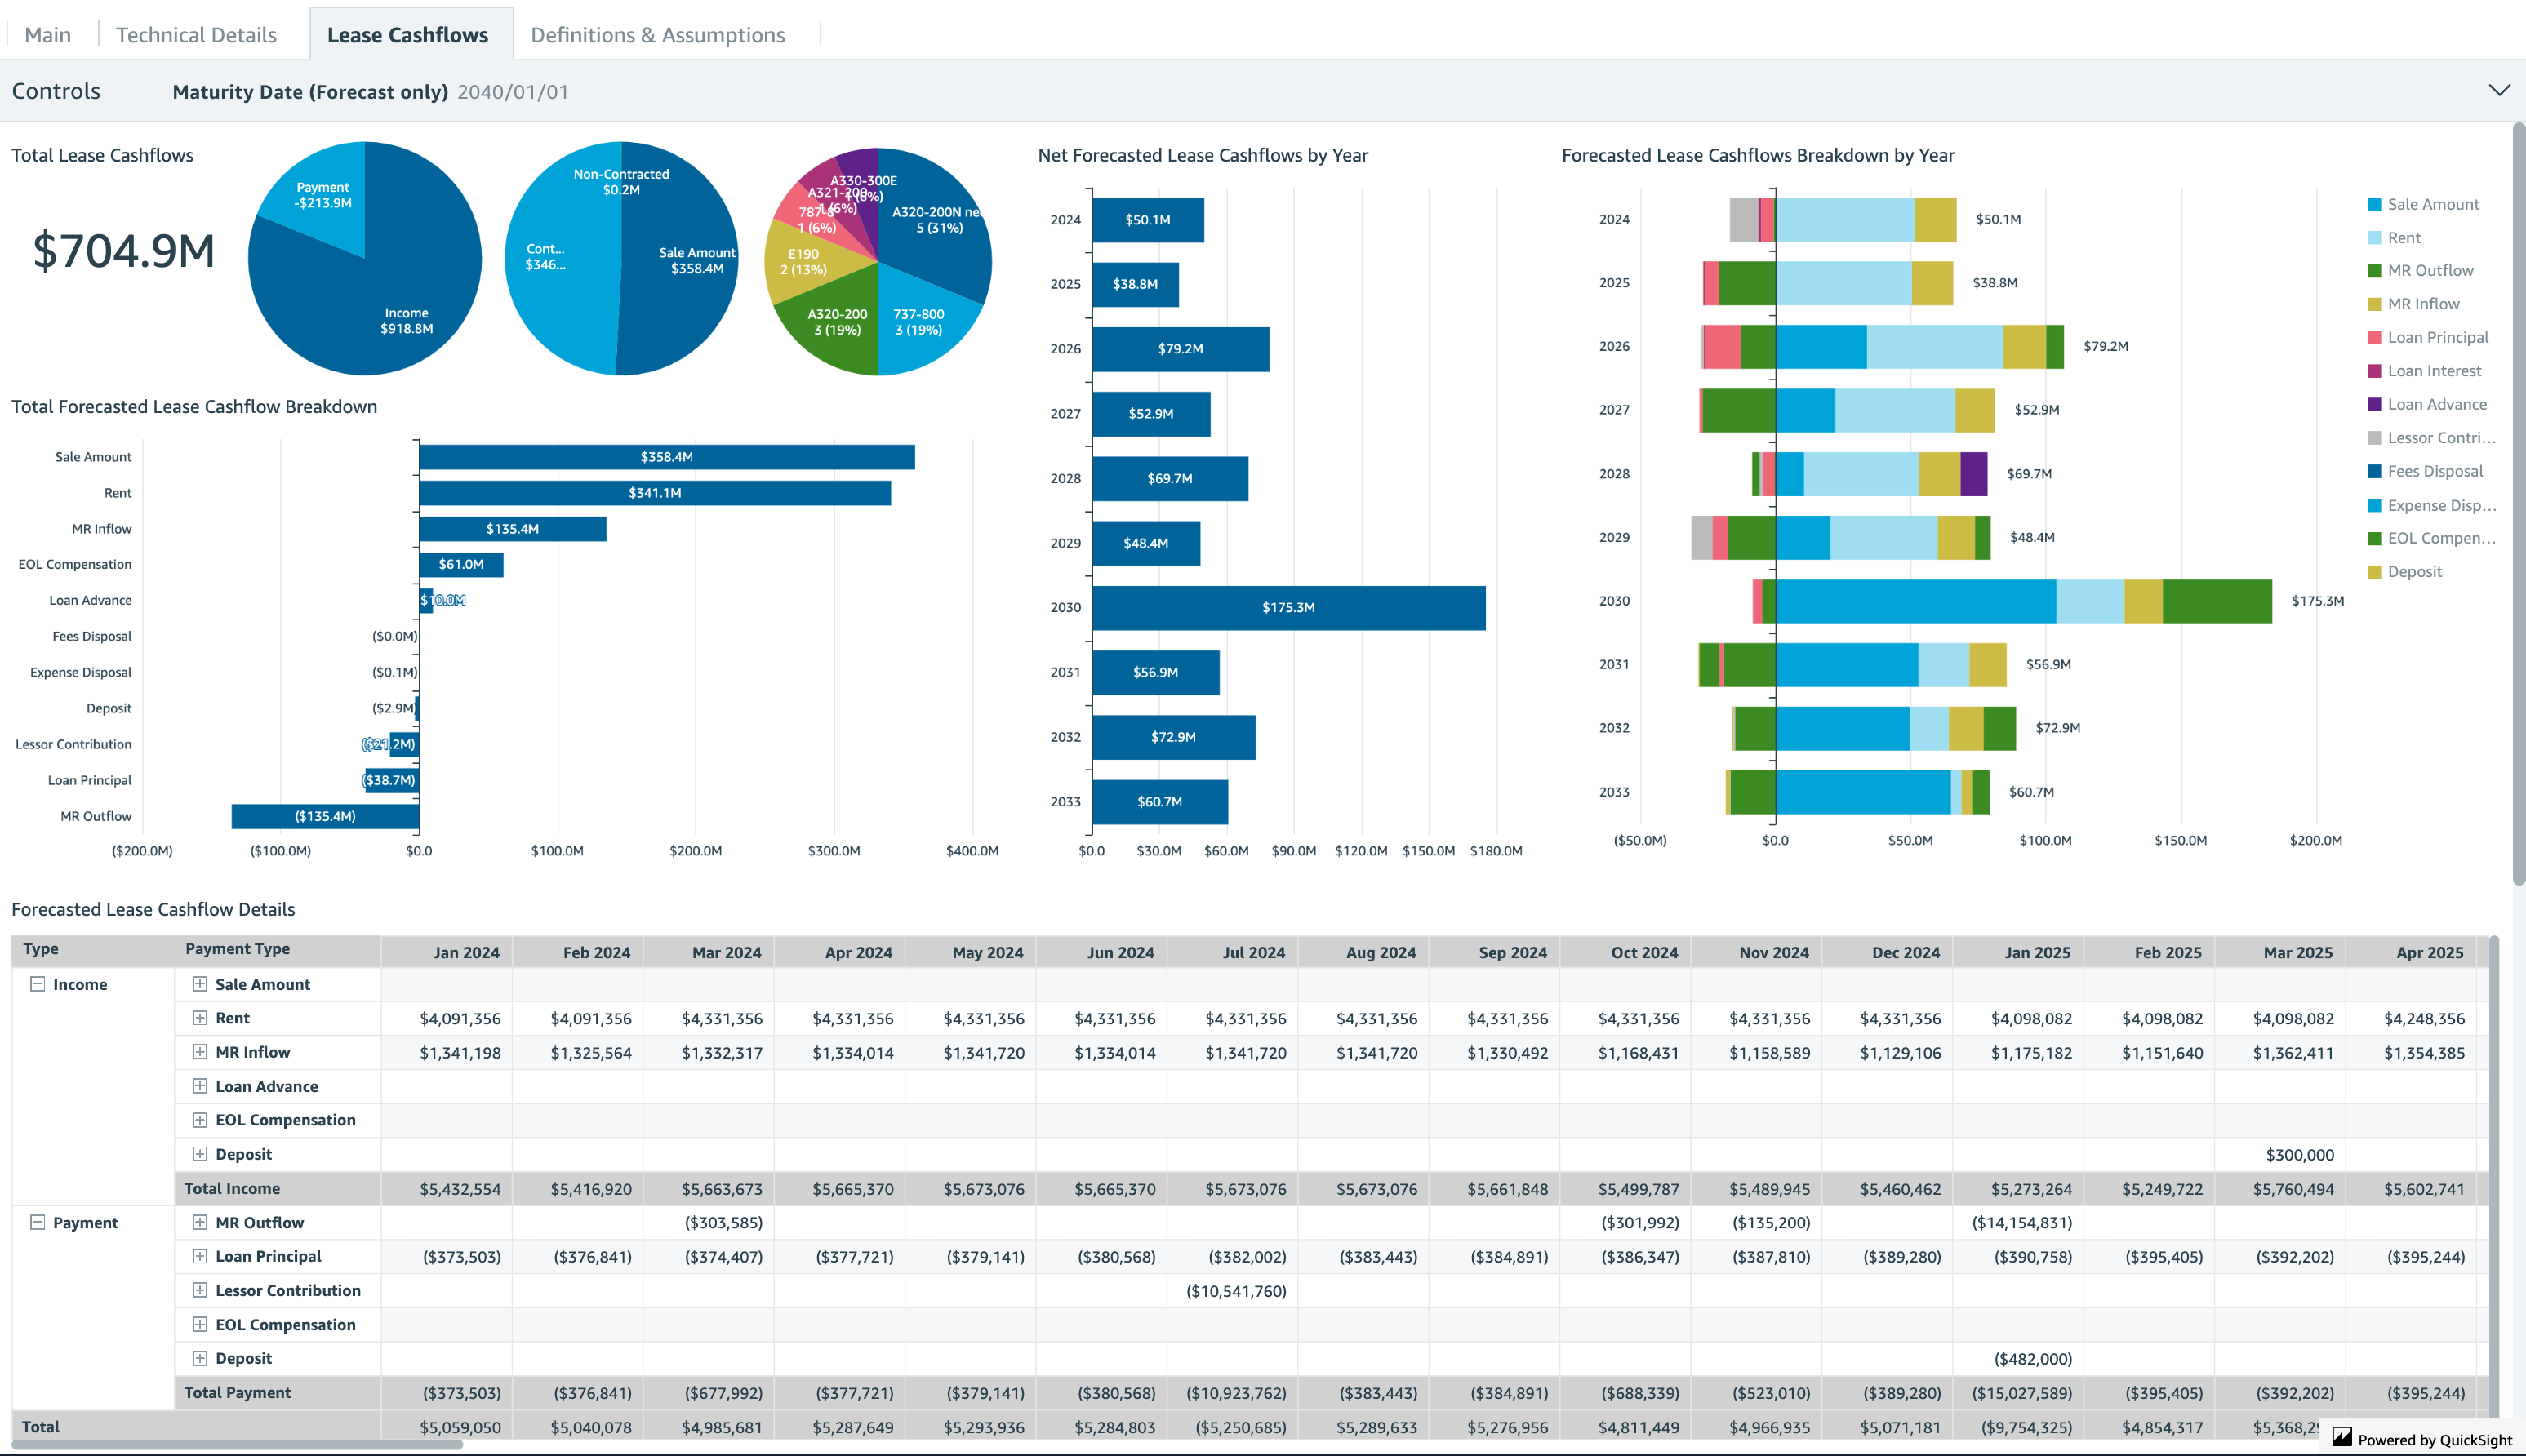 Main
Technical Details
Lease Cashflows
Definitions & Assumptions
Controls
Maturity Date (Forecast only) 2040/01/01
Total Lease Cashflows
$704.9M
Payment
-$213.9M
Income
$918.8M
Non-Contracted
$0.2M
Cont...
$346...
Sale Amount
$358.4M
A330-300E
1 (6%)
A321-200
1 (6%)
787-8
1 (6%)
E190
2 (13%)
A320-200
3 (19%)
737-800
3 (19%)
A320-200N ne
5 (31%)
Total Forecasted Lease Cashflow Breakdown
Sale Amount $358.4M
Rent $341.1M
MR Inflow $135.4M
EOL Compensation $61.0M
Loan Advance $10.0M
Fees Disposal ($0.0M)
Expense Disposal ($0.1M)
Deposit ($2.9M)
Lessor Contribution ($21.2M)
Loan Principal ($38.7M)
MR Outflow ($135.4M)
($200.0M) ($100.0M) $0.0 $100.0M $200.0M $300.0M $400.0M
Net Forecasted Lease Cashflows by Year
2024 $50.1M
2025 $38.8M
2026 $79.2M
2027 $52.9M
2028 $69.7M
2029 $48.4M
2030 $175.3M
2031 $56.9M
2032 $72.9M
2033 $60.7M
$0.0 $30.0M $60.0M $90.0M $120.0M $150.0M $180.0M
Forecasted Lease Cashflows Breakdown by Year
2024 $50.1M
2025 $38.8M
2026 $79.2M
2027 $52.9M
2028 $69.7M
2029 $48.4M
2030 $175.3M
2031 $56.9M
2032 $72.9M
2033 $60.7M
($50.0M) $0.0 $50.0M $100.0M $150.0M $200.0M
Sale Amount
Rent
MR Outflow
MR Inflow
Loan Principal
Loan Interest
Loan Advance
Lessor Contri...
Fees Disposal
Expense Disp...
EOL Compen...
Deposit
Forecasted Lease Cashflow Details
Type Payment Type Jan 2024 Feb 2024 Mar 2024 Apr 2024 May 2024 Jun 2024 Jul 2024 Aug 2024 Sep 2024 Oct 2024 Nov 2024 Dec 2024 Jan 2025 Feb 2025 Mar 2025 Apr 2025
Income Sale Amount
Rent $4,091,356 $4,091,356 $4,331,356 $4,331,356 $4,331,356 $4,331,356 $4,331,356 $4,331,356 $4,331,356 $4,331,356 $4,331,356 $4,331,356 $4,098,082 $4,098,082 $4,098,082 $4,248,356
MR Inflow $1,341,198 $1,325,564 $1,332,317 $1,334,014 $1,341,720 $1,334,014 $1,341,720 $1,341,720 $1,330,492 $1,168,431 $1,158,589 $1,129,106 $1,175,182 $1,151,640 $1,362,411 $1,354,385
Loan Advance
EOL Compensation
Deposit $300,000
Total Income $5,432,554 $5,416,920 $5,663,673 $5,665,370 $5,673,076 $5,665,370 $5,673,076 $5,673,076 $5,661,848 $5,499,787 $5,489,945 $5,460,462 $5,273,264 $5,249,722 $5,760,494 $5,602,741
Payment MR Outflow ($303,585) ($301,992) ($135,200) ($14,154,831)
Loan Principal ($373,503) ($376,841) ($374,407) ($377,721) ($379,141) ($380,568) ($382,002) ($383,443) ($384,891) ($386,347) ($387,810) ($389,280) ($390,758) ($395,405) ($392,202) ($395,244)
Lessor Contribution ($10,541,760)
EOL Compensation
Deposit ($482,000)
Total Payment ($373,503) ($376,841) ($677,992) ($377,721) ($379,141) ($380,568) ($10,923,762) ($383,443) ($384,891) ($688,339) ($523,010) ($389,280) ($15,027,589) ($395,405) ($392,202) ($395,244)
Total $5,059,050 $5,040,078 $4,985,681 $5,287,649 $5,293,936 $5,284,803 ($5,250,685) $5,289,633 $5,276,956 $4,811,449 $4,966,935 $5,071,181 ($9,754,325) $4,854,317
Powered by QuickSight